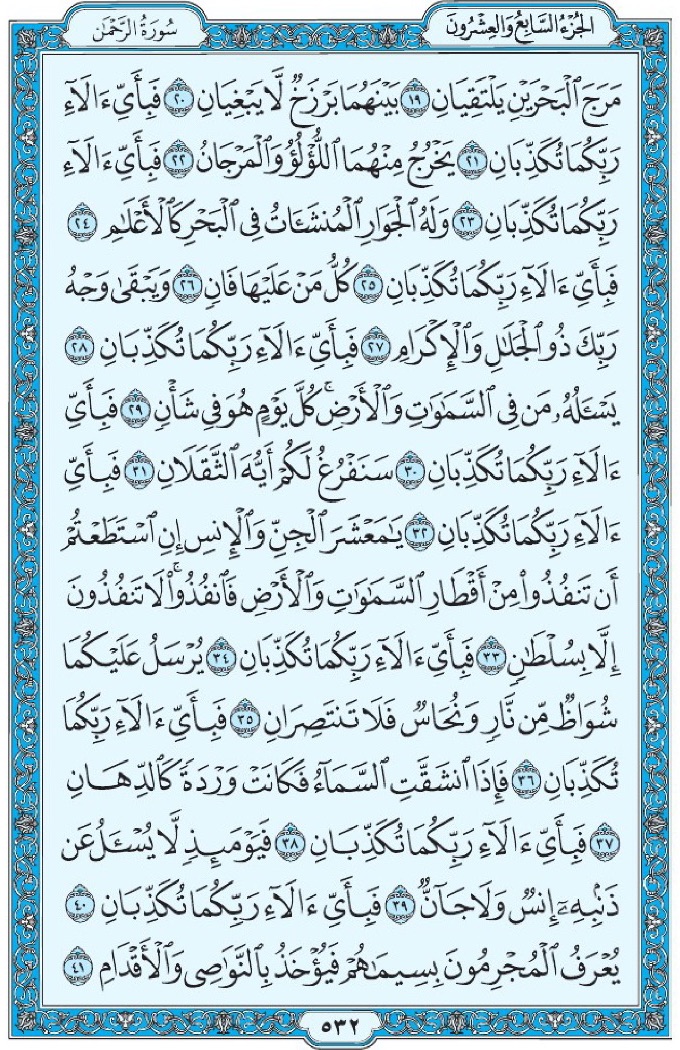 الجزء السابع والعشرون
سورة الرحمن
مَرَجَ ٱلْبَحْرَيْنِ يَلْتَقِيَانِ ١٩ بَيْنَهُمَا بَرْزَخٌ لَّا يَبْغِيَانِ ٢٠ فَبِأَيِّ ءَالَآءِ
رَبِّكُمَا تُكَذِّبَانِ ٢١ يَخْرُجُ مِنْهُمَا ٱللُّؤْلُؤُ وَٱلْمَرْجَانُ ٢٢ فَبِأَيِّ ءَالَآءِ
رَبِّكُمَا تُكَذِّبَانِ ٢٣ وَلَهُ ٱلْجَوَارِ ٱلْمُنشَـَٔاتُ فِى ٱلْبَحْرِ كَٱلْأَعْلَـٰمِ ٢٤
فَبِأَيِّ ءَالَآءِ رَبِّكُمَا تُكَذِّبَانِ ٢٥ كُلُّ مَنْ عَلَيْهَا فَانٍ ٢٦ وَيَبْقَىٰ وَجْهُ
رَبِّكَ ذُو ٱلْجَلَـٰلِ وَٱلْإِكْرَامِ ٢٧ فَبِأَيِّ ءَالَآءِ رَبِّكُمَا تُكَذِّبَانِ ٢٨
يَسْـَٔلُهُۥ مَن فِى ٱلسَّمَـٰوَٰتِ وَٱلْأَرْضِ ۚ كُلَّ يَوْمٍ هُوَ فِى شَأْنٍ ٢٩ فَبِأَيِّ
ءَالَآءِ رَبِّكُمَا تُكَذِّبَانِ ٣٠ سَنَفْرُغُ لَكُمْ أَيُّهَ ٱلثَّقَلَانِ ٣١ فَبِأَيِّ
ءَالَآءِ رَبِّكُمَا تُكَذِّبَانِ ٣٢ يَـٰمَعْشَرَ ٱلْجِنِّ وَٱلْإِنسِ إِنِ ٱسْتَطَعْتُمْ
أَن تَنفُذُوا۟ مِنْ أَقْطَارِ ٱلسَّمَـٰوَٰتِ وَٱلْأَرْضِ فَٱنفُذُوا۟ ۚ لَا تَنفُذُونَ
إِلَّا بِسُلْطَـٰنٍ ٣٣ فَبِأَيِّ ءَالَآءِ رَبِّكُمَا تُكَذِّبَانِ ٣٤ يُرْسَلُ عَلَيْكُمَا
شُوَاظٌ مِّن نَّارٍ وَنُحَاسٌ فَلَا تَنتَصِرَانِ ٣٥ فَبِأَيِّ ءَالَآءِ رَبِّكُمَا
تُكَذِّبَانِ ٣٦ فَإِذَا ٱنشَقَّتِ ٱلسَّمَآءُ فَكَانَتْ وَرْدَةً كَٱلدِّهَانِ
٣٧ فَبِأَيِّ ءَالَآءِ رَبِّكُمَا تُكَذِّبَانِ ٣٨ فَيَوْمَئِذٍ لَّا يُسْـَٔلُ عَن
ذَنۢبِهِۦٓ إِنسٌ وَلَا جَآنٌّ ٣٩ فَبِأَيِّ ءَالَآءِ رَبِّكُمَا تُكَذِّبَانِ ٤٠
يُعْرَفُ ٱلْمُجْرِمُونَ بِسِيمَـٰهُمْ فَيُؤْخَذُ بِٱلنَّوَٰصِى وَٱلْأَقْدَامِ ٤١
٥٣٢